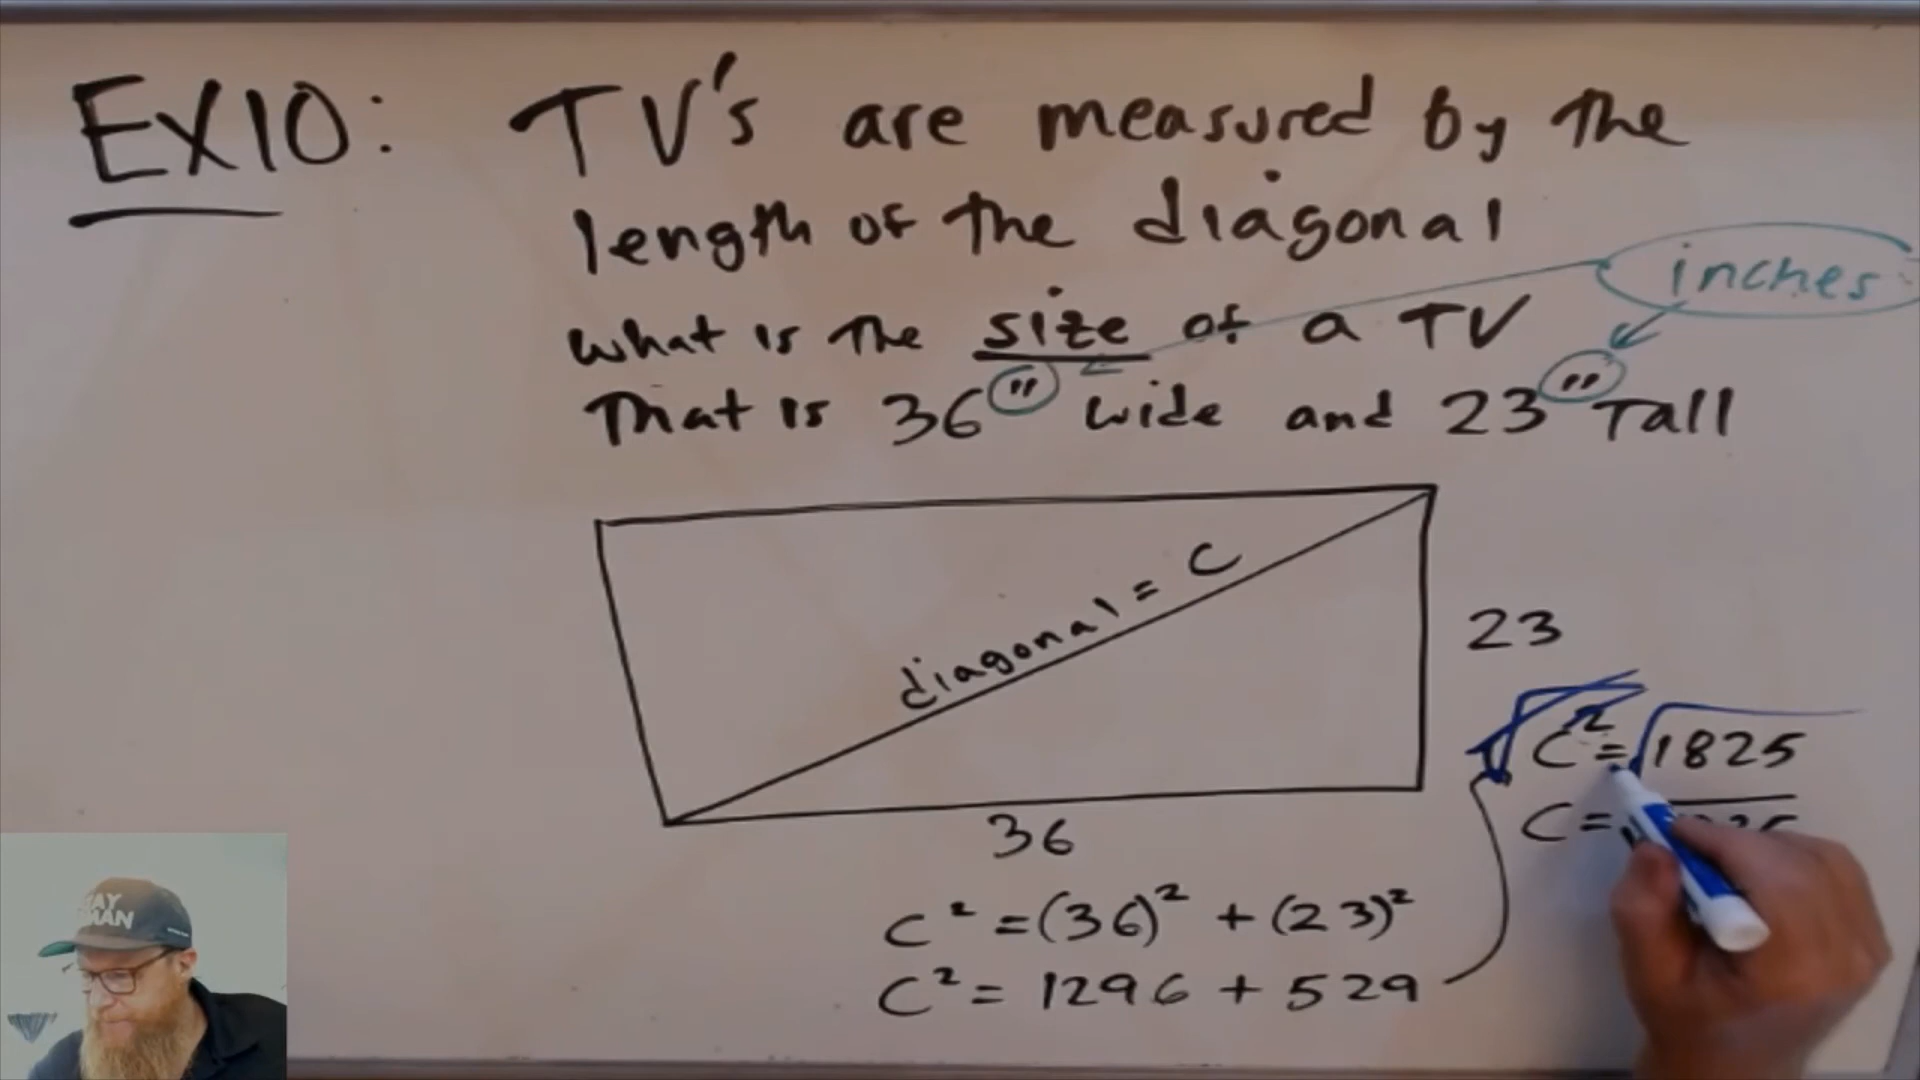 EX10: TV's are measured by the
length of the diagonal
inches
What is the size of a TV
That is 36" wide and 23" Tall
diagonal = C
23
36
C² = √1825
C =
C² = (36)² + (23)²
C² = 1296 + 529